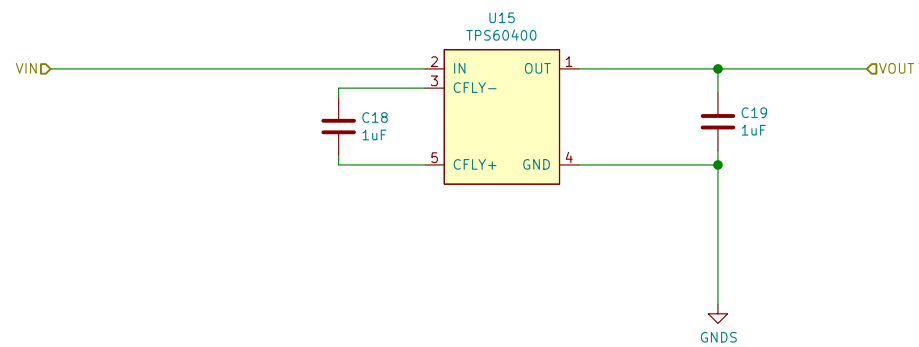 U15
TPS60400
VIN
2
IN
OUT
1
VOUT
3
CFLY-
C18
1uF
C19
1uF
5
CFLY+
GND
4
GNDS